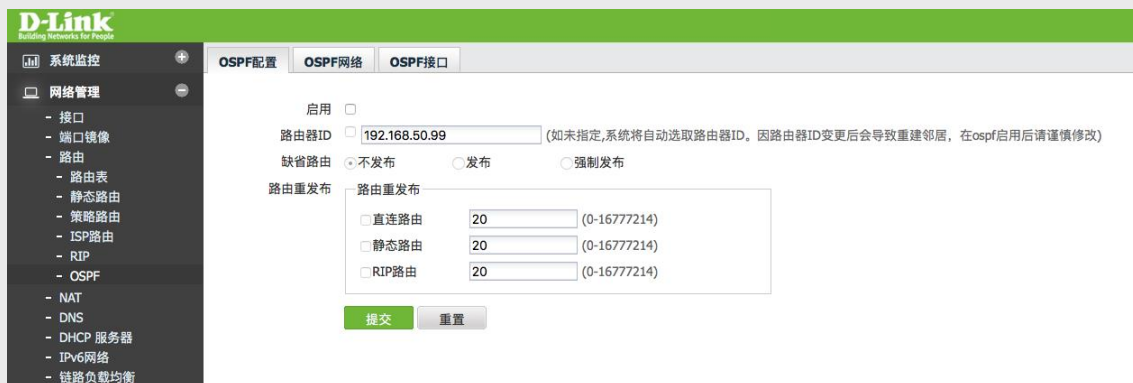 D-Link
Building Networks for People
系统监控
网络管理
- 接口
- 端口镜像
- 路由
- 路由表
- 静态路由
- 策略路由
- ISP路由
- RIP
- OSPF
- NAT
- DNS
- DHCP 服务器
- IPv6网络
- 链路负载均衡
OSPF配置 OSPF网络 OSPF接口
启用
路由器ID 192.168.50.99 (如未指定,系统将自动选取路由器ID。因路由器ID变更后会导致重建邻居，在ospf启用后请谨慎修改)
缺省路由 不发布 发布 强制发布
路由重发布 路由重发布
直连路由 20 (0-16777214)
静态路由 20 (0-16777214)
RIP路由 20 (0-16777214)
提交 重置